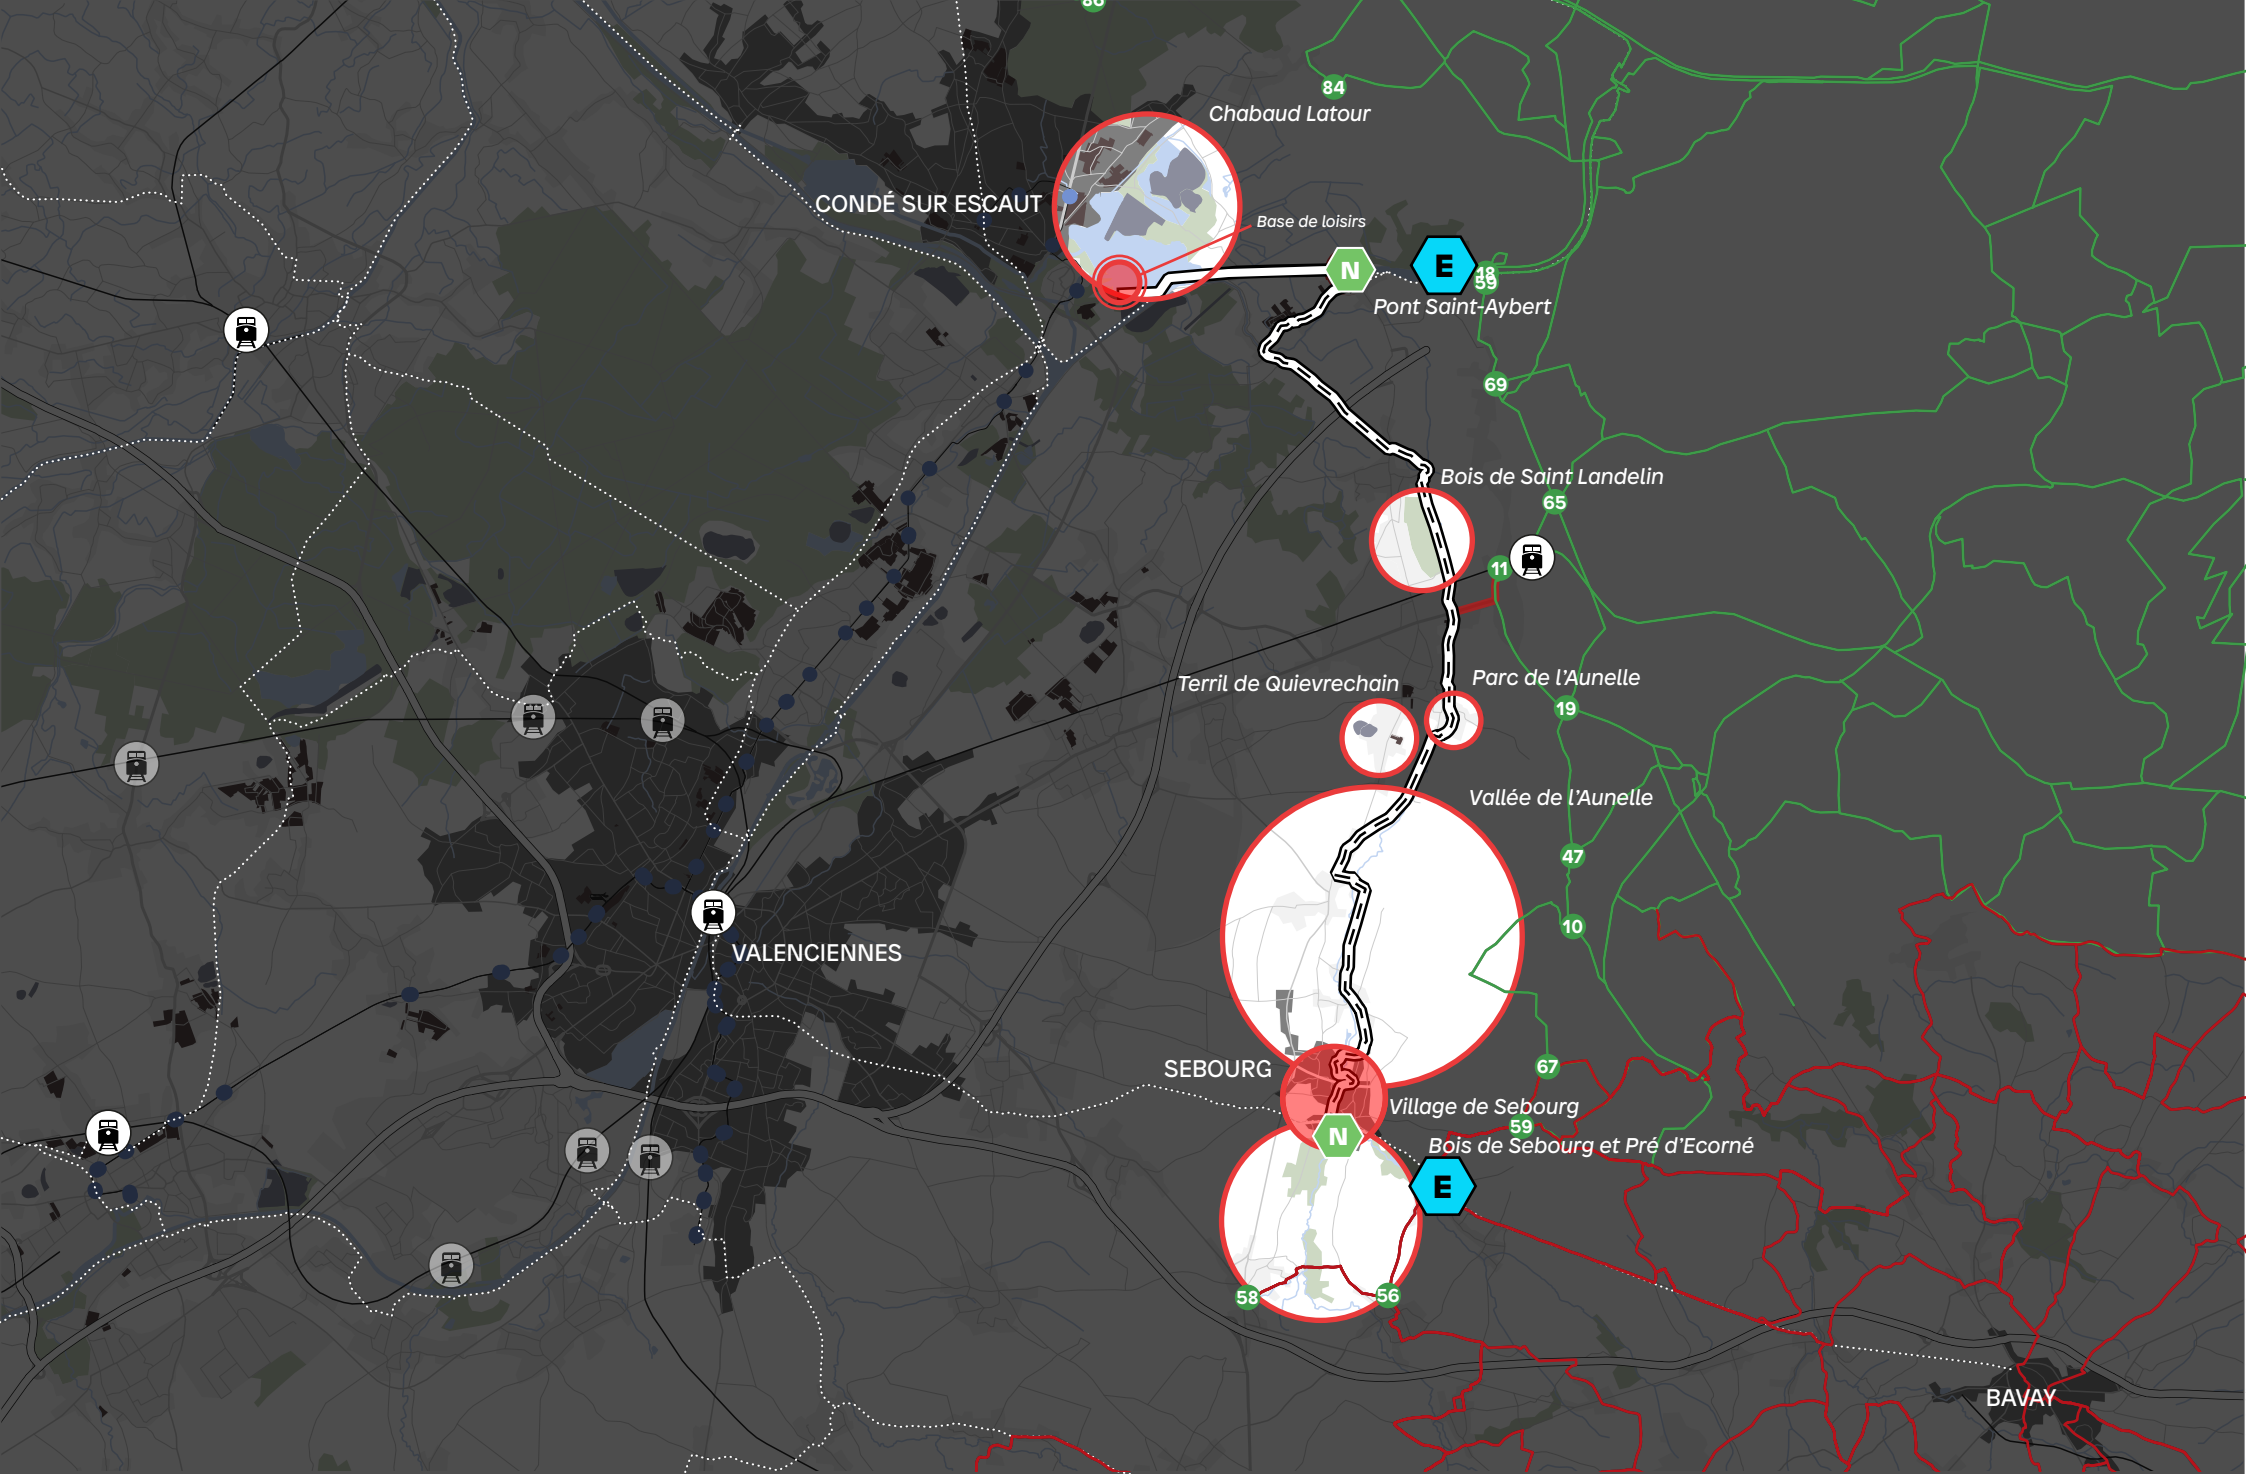 86
84
Chabaud Latour
CONDÉ SUR ESCAUT
Base de loisirs
N
E
48
59
Pont Saint-Aybert
69
Bois de Saint Landelin
65
11
Terril de Quievrechain
Parc de l'Aunelle
19
Vallée de l'Aunelle
47
10
VALENCIENNES
SEBOURG
67
Village de Sebourg
59
N
Bois de Sebourg et Pré d'Ecorné
E
58
56
BAVAY